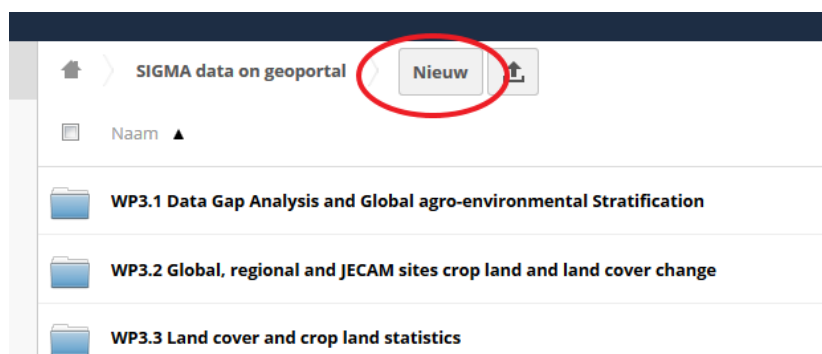 SIGMA data on geoportal Nieuw
Naam ▲
WP3.1 Data Gap Analysis and Global agro-environmental Stratification
WP3.2 Global, regional and JECAM sites crop land and land cover change
WP3.3 Land cover and crop land statistics